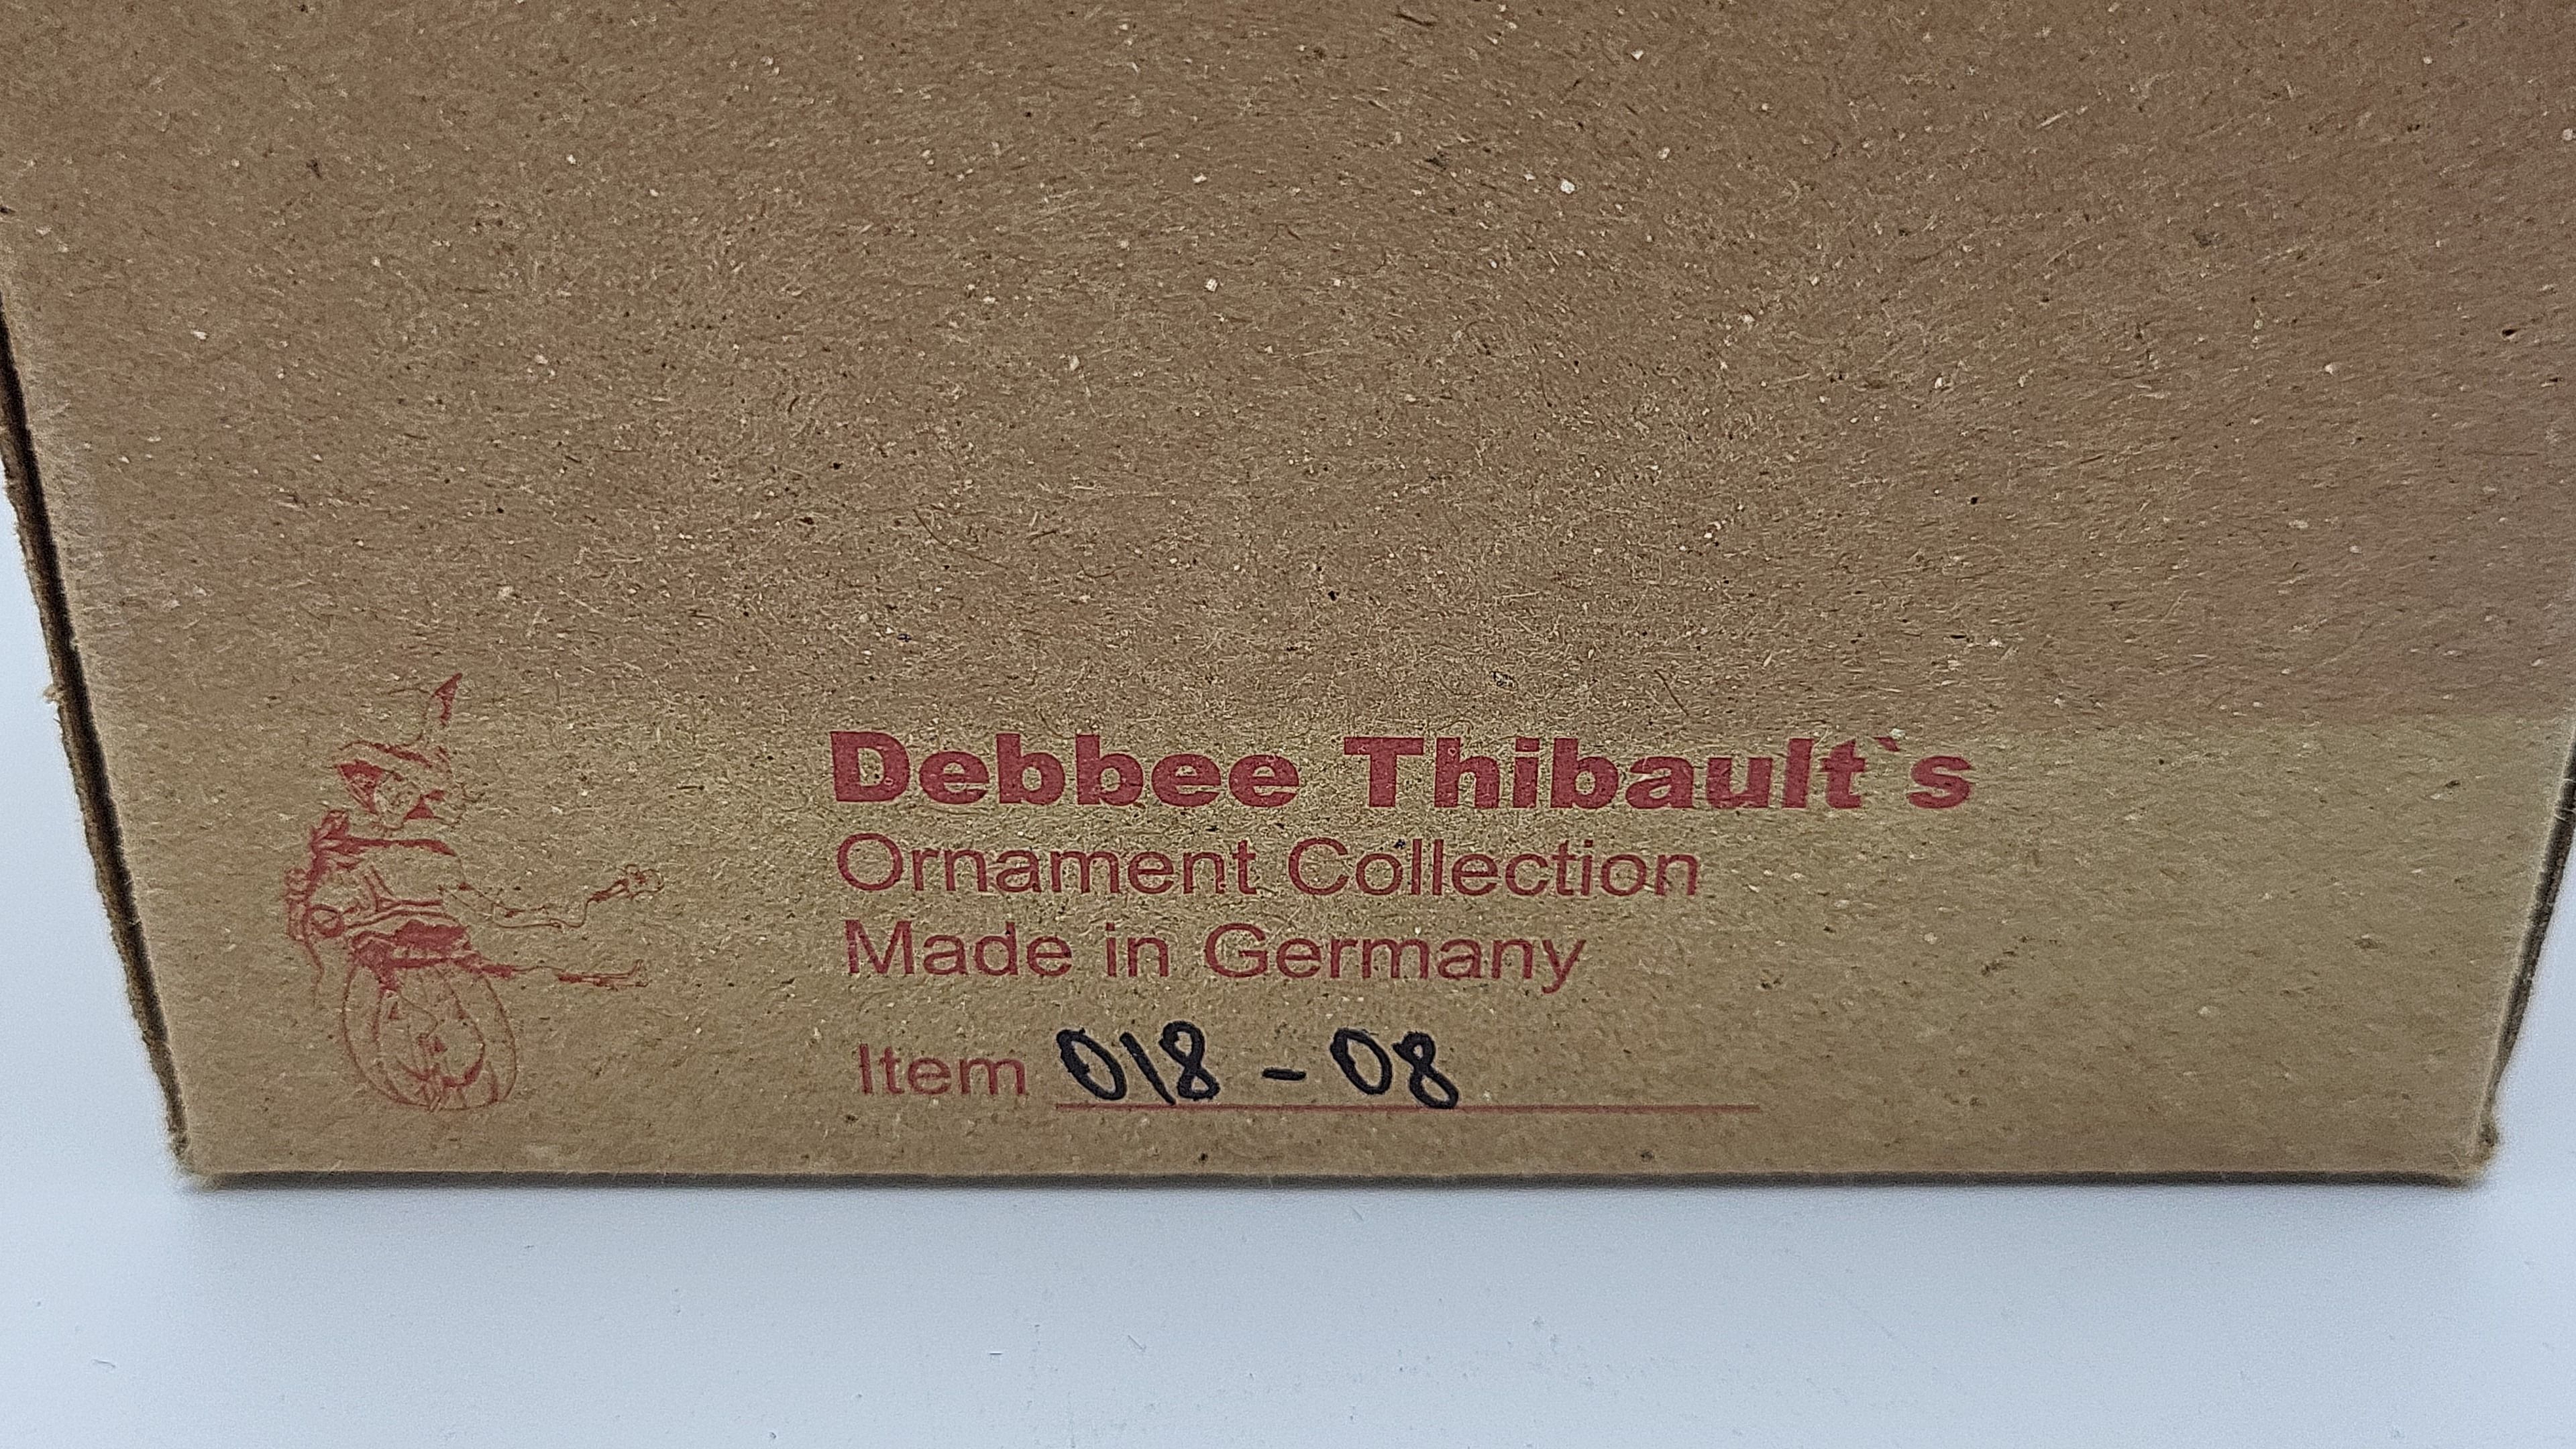 Debbee Thibault`s
Ornament Collection
Made in Germany
Item 018 - 08